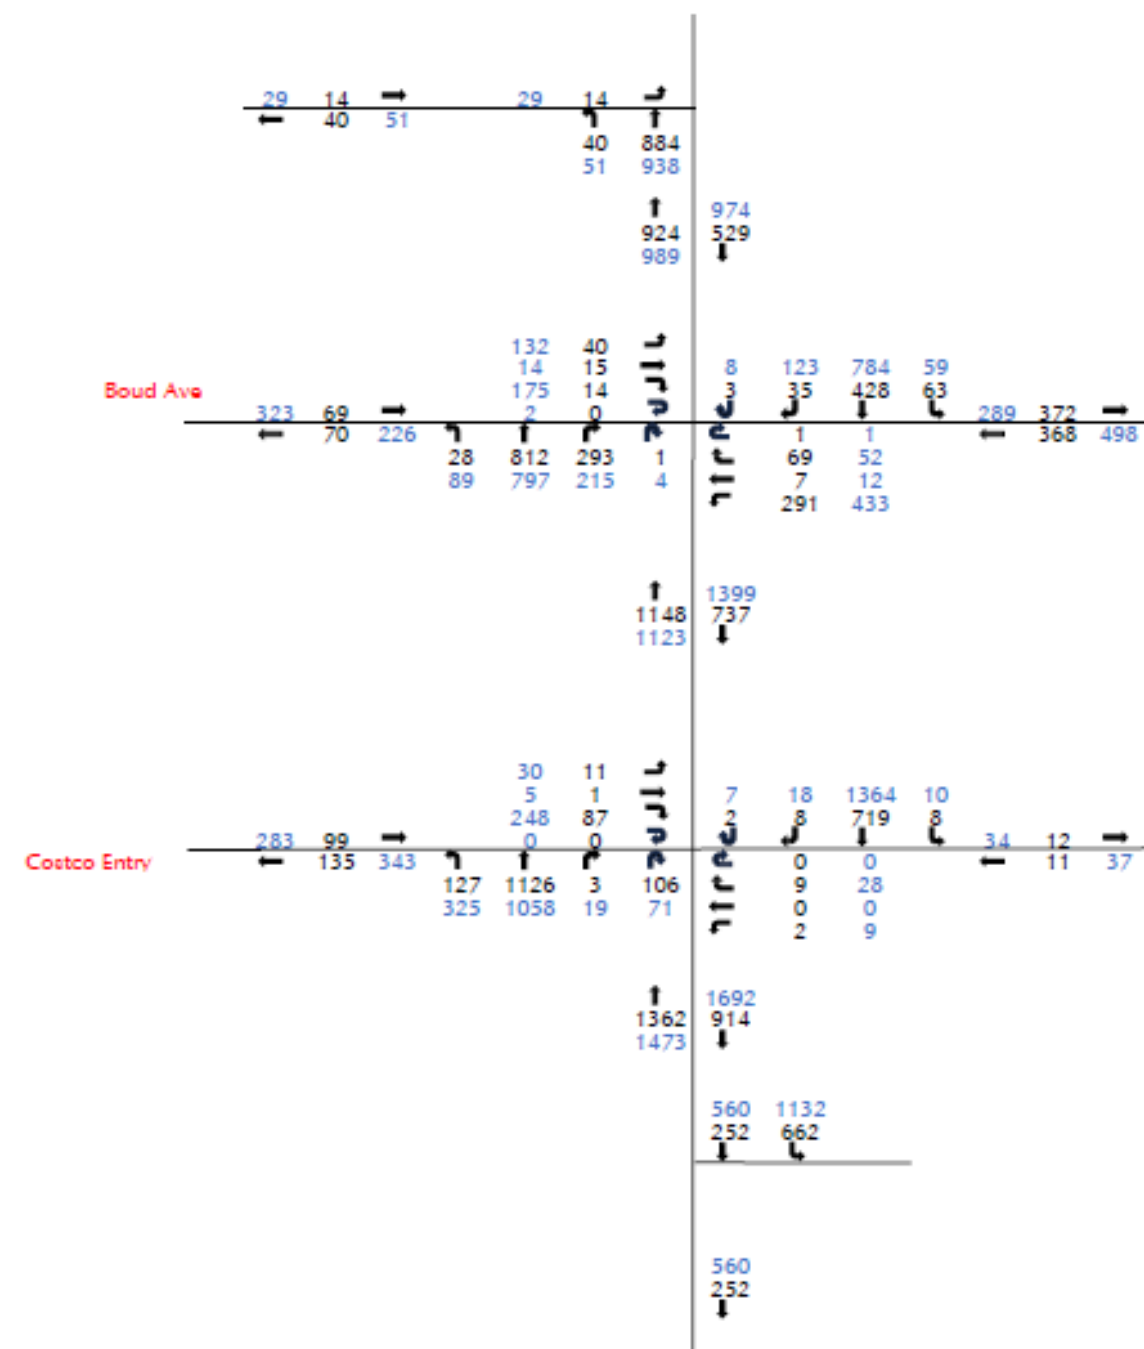 29 14 29 14
40 51
40 884
51 938
974
924 529
989
132 40
14 15 8 123 784 59
Boud Ave 175 14 3 35 428 63
323 69 2 0 289 372
70 226 1 1 368 498
28 812 293 1 69 52
89 797 215 4 7 12
291 433
1399
1148 737
1123
30 11
5 1 7 18 1364 10
248 87 2 8 719 8
283 99 0 0 34 12
Costco Entry 135 343 0 0 11 37
127 1126 3 106 9 28
325 1058 19 71 0 0
2 9
1692
1362 914
1473
560 1132
252 662
560
252